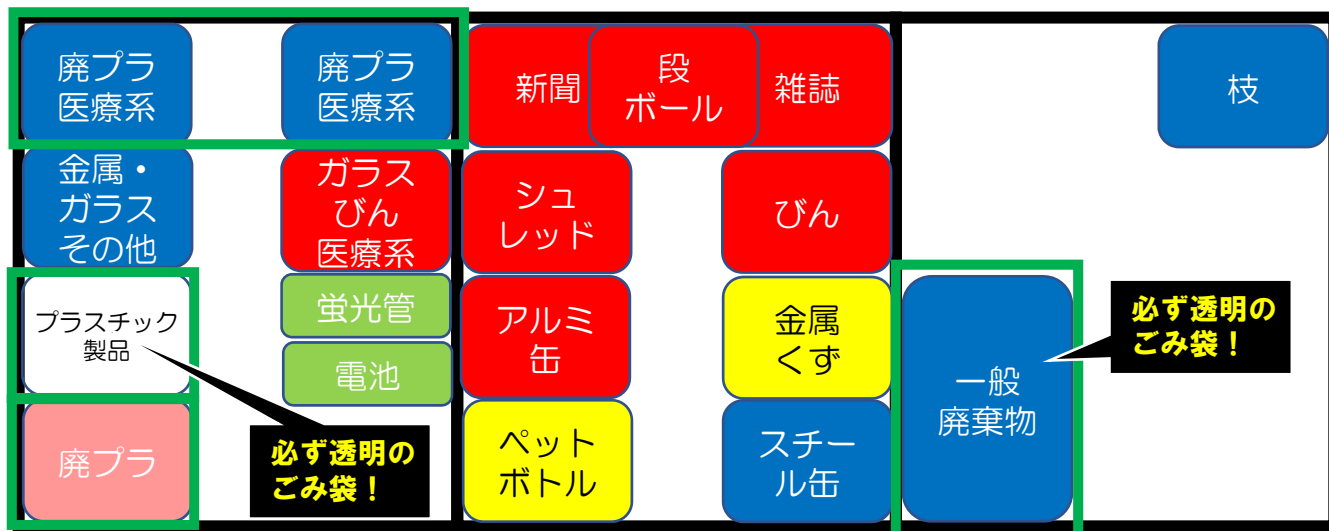 廃プラ
医療系
廃プラ
医療系
新聞
段
ボール
雑誌
枝
金属・
ガラス
その他
ガラス
びん
医療系
シュ
レッド
びん
プラスチック
製品
蛍光管
電池
アルミ
缶
金属
くず
一般
廃棄物
必ず透明の
ごみ袋！
廃プラ
必ず透明の
ごみ袋！
ペット
ボトル
スチー
ル缶